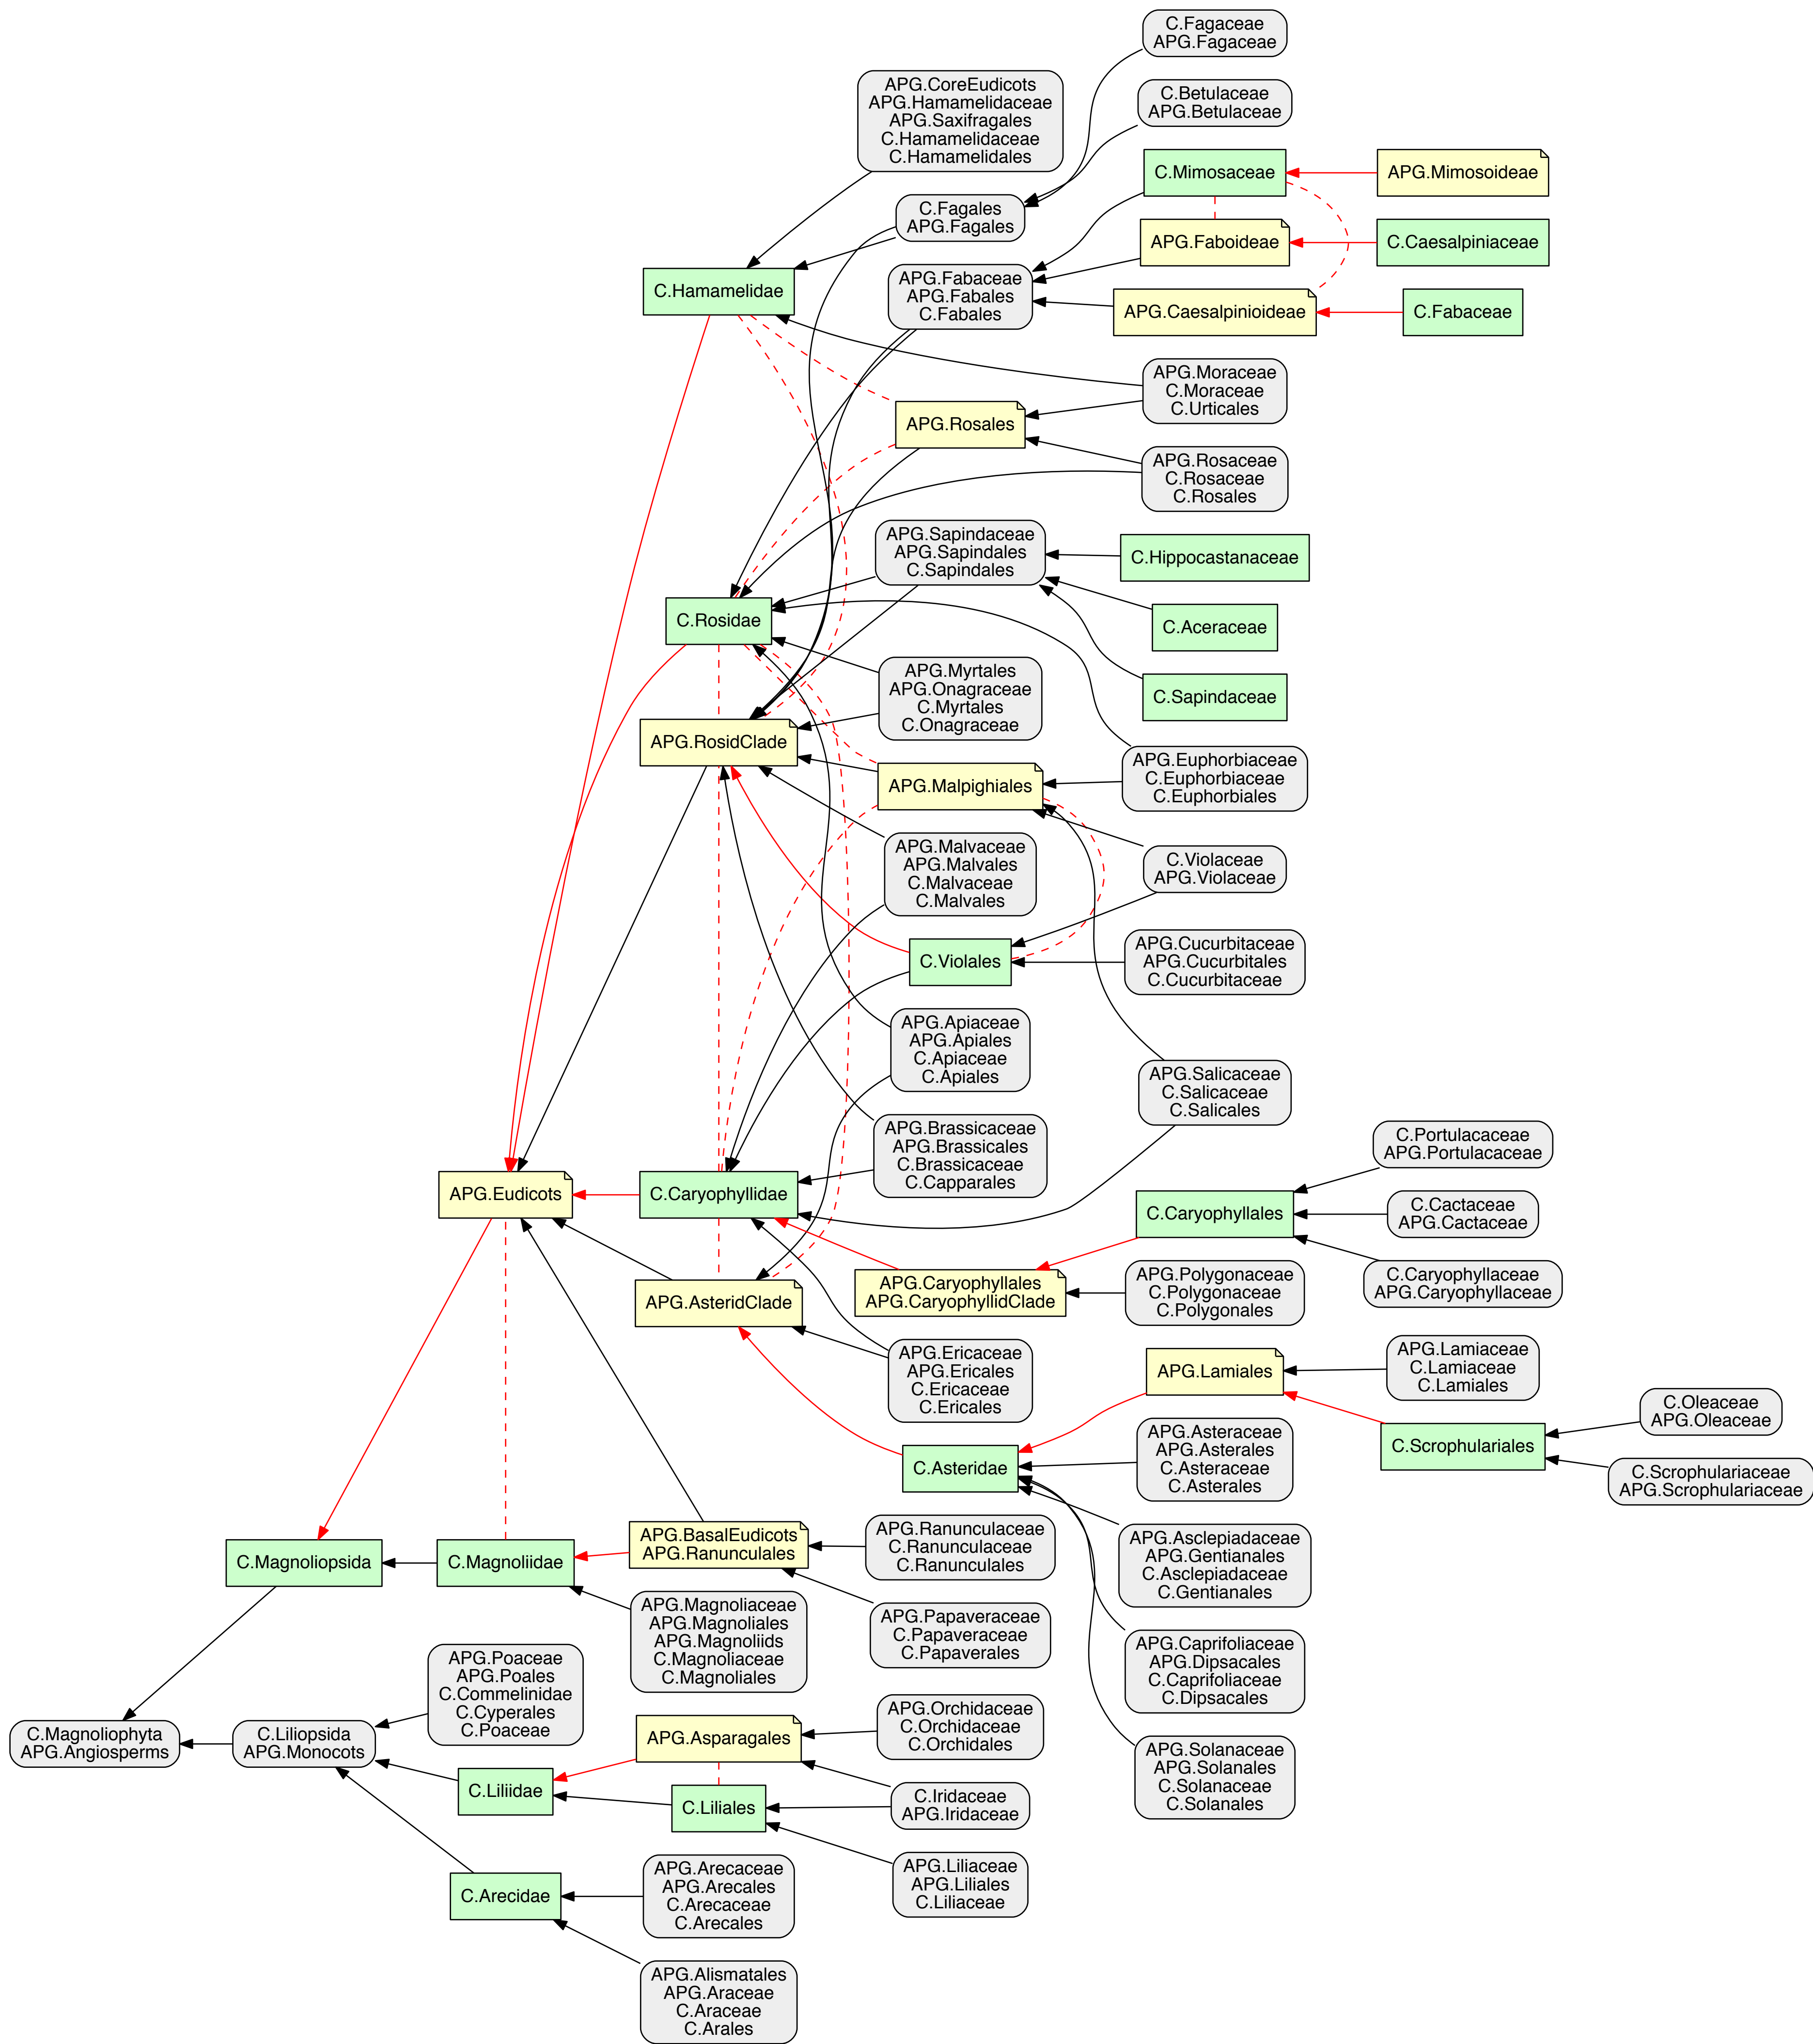 C.Fagaceae
APG.Fagaceae
APG.CoreEudicots
APG.Hamamelidaceae
APG.Saxifragales
C.Hamamelidaceae
C.Hamamelidales
C.Betulaceae
APG.Betulaceae
C.Mimosaceae
APG.Mimosoideae
C.Fagales
APG.Fagales
APG.Faboideae
C.Caesalpiniaceae
C.Hamamelidae
APG.Fabaceae
APG.Fabales
C.Fabales
APG.Caesalpinioideae
C.Fabaceae
APG.Moraceae
C.Moraceae
C.Urticales
APG.Rosales
APG.Rosaceae
C.Rosaceae
C.Rosales
APG.Sapindaceae
APG.Sapindales
C.Sapindales
C.Hippocastanaceae
C.Rosidae
C.Aceraceae
APG.Myrtales
APG.Onagraceae
C.Myrtales
C.Onagraceae
C.Sapindaceae
APG.RosidClade
APG.Malpighiales
APG.Euphorbiaceae
C.Euphorbiaceae
C.Euphorbiales
APG.Malvaceae
APG.Malvales
C.Malvaceae
C.Malvales
C.Violaceae
APG.Violaceae
C.Violales
APG.Cucurbitaceae
APG.Cucurbitales
C.Cucurbitaceae
APG.Apiaceae
APG.Apiales
C.Apiaceae
C.Apiales
APG.Salicaceae
C.Salicaceae
C.Salicales
APG.Brassicaceae
APG.Brassicales
C.Brassicaceae
C.Capparales
C.Portulacaceae
APG.Portulacaceae
APG.Eudicots
C.Caryophyllidae
C.Caryophyllales
C.Cactaceae
APG.Cactaceae
C.Caryophyllaceae
APG.Caryophyllaceae
APG.AsteridClade
APG.Caryophyllales
APG.CaryophyllidClade
APG.Polygonaceae
C.Polygonaceae
C.Polygonales
APG.Ericaceae
APG.Ericales
C.Ericaceae
C.Ericales
APG.Lamiales
APG.Lamiaceae
C.Lamiaceae
C.Lamiales
C.Oleaceae
APG.Oleaceae
C.Asteridae
APG.Asteraceae
APG.Asterales
C.Asteraceae
C.Asterales
C.Scrophulariales
C.Scrophulariaceae
APG.Scrophulariaceae
C.Magnoliopsida
C.Magnoliidae
APG.BasalEudicots
APG.Ranunculales
APG.Ranunculaceae
C.Ranunculaceae
C.Ranunculales
APG.Asclepiadaceae
APG.Gentianales
C.Asclepiadaceae
C.Gentianales
APG.Magnoliaceae
APG.Magnoliales
APG.Magnoliids
C.Magnoliaceae
C.Magnoliales
APG.Papaveraceae
C.Papaveraceae
C.Papaverales
APG.Caprifoliaceae
APG.Dipsacales
C.Caprifoliaceae
C.Dipsacales
APG.Poaceae
APG.Poales
C.Commelinidae
C.Cyperales
C.Poaceae
C.Magnoliophyta
APG.Angiosperms
C.Liliopsida
APG.Monocots
APG.Asparagales
APG.Orchidaceae
C.Orchidaceae
C.Orchidales
APG.Solanaceae
APG.Solanales
C.Solanaceae
C.Solanales
C.Liliidae
C.Liliales
C.Iridaceae
APG.Iridaceae
APG.Liliaceae
APG.Liliales
C.Liliaceae
C.Arecidae
APG.Arecaceae
APG.Arecales
C.Arecaceae
C.Arecales
APG.Alismatales
APG.Araceae
C.Araceae
C.Arales